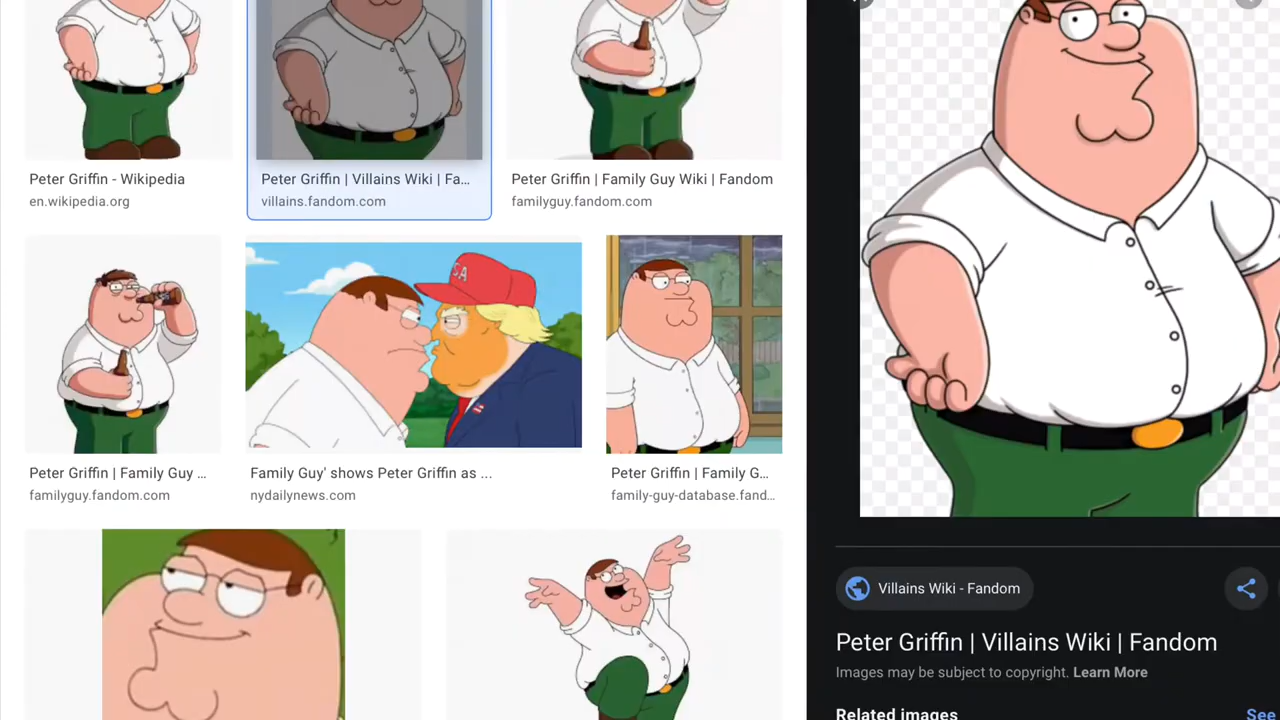 Peter Griffin - Wikipedia
en.wikipedia.org
Peter Griffin | Villains Wiki | Fa...
villains.fandom.com
Peter Griffin | Family Guy Wiki | Fandom
familyguy.fandom.com
SA
Peter Griffin | Family Guy ...
familyguy.fandom.com
Family Guy' shows Peter Griffin as ...
nydailynews.com
Peter Griffin | Family G...
family-guy-database.fand...
Villains Wiki - Fandom
Peter Griffin | Villains Wiki | Fandom
Images may be subject to copyright. Learn More
Related images
See